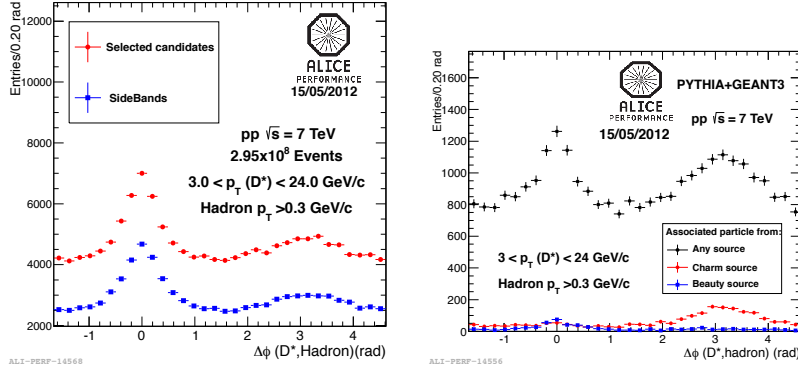 Entries/0.20 rad
12000
10000
8000
6000
4000
2000
Selected candidates
SideBands
ALICE
PERFORMANCE
15/05/2012
pp √s = 7 TeV
2.95x10⁸ Events
3.0 < p_T (D*) < 24.0 GeV/c
Hadron p_T >0.3 GeV/c
-1 0 1 2 3 4
Δϕ (D*,Hadron)(rad)
ALI-PERF-14568
Entries/0.20 rad
1600
1400
1200
1000
800
600
400
200
0
ALICE
PERFORMANCE
15/05/2012
PYTHIA+GEANT3
pp √s = 7 TeV
3 < p_T (D*) < 24 GeV/c
Hadron p_T >0.3 GeV/c
Associated particle from:
Any source
Charm source
Beauty source
-1 0 1 2 3 4
Δϕ (D*,hadron) (rad)
ALI-PERF-14556